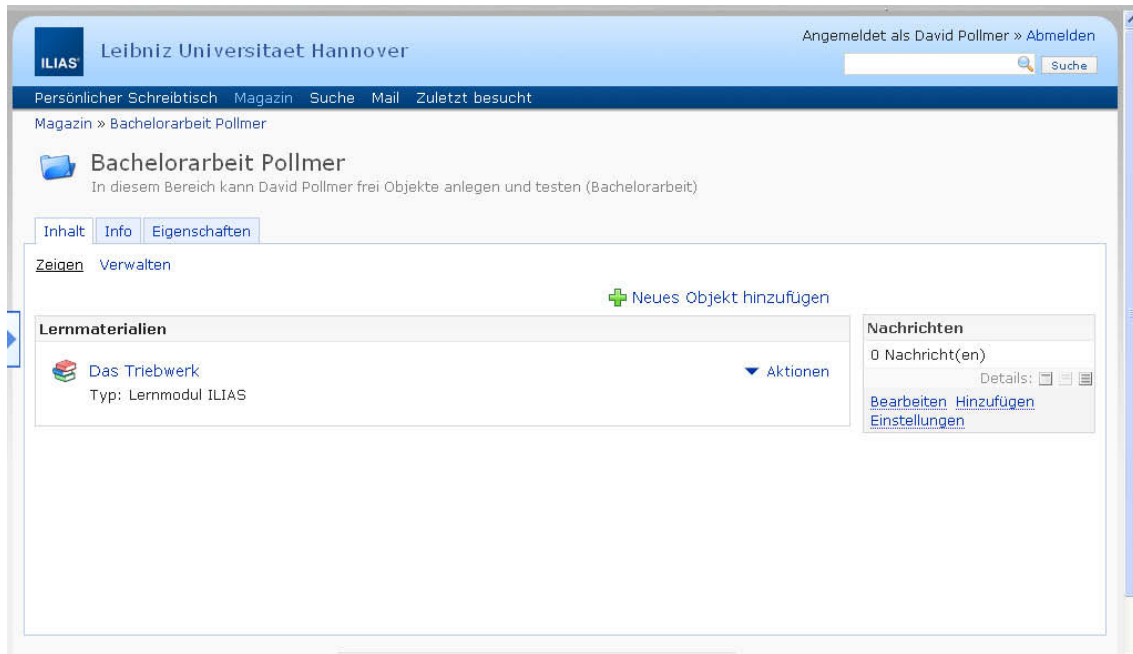 Angemeldet als David Pollmer » Abmelden
ILIAS
Leibniz Universitaet Hannover
Suche
Persönlicher Schreibtisch Magazin Suche Mail Zuletzt besucht
Magazin » Bachelorarbeit Pollmer
Bachelorarbeit Pollmer
In diesem Bereich kann David Pollmer frei Objekte anlegen und testen (Bachelorarbeit)
Inhalt Info Eigenschaften
Zeigen Verwalten
Neues Objekt hinzufügen
Lernmaterialien
Das Triebwerk
Aktionen
Typ: Lernmodul ILIAS
Nachrichten
0 Nachricht(en)
Details:
Bearbeiten Hinzufügen
Einstellungen